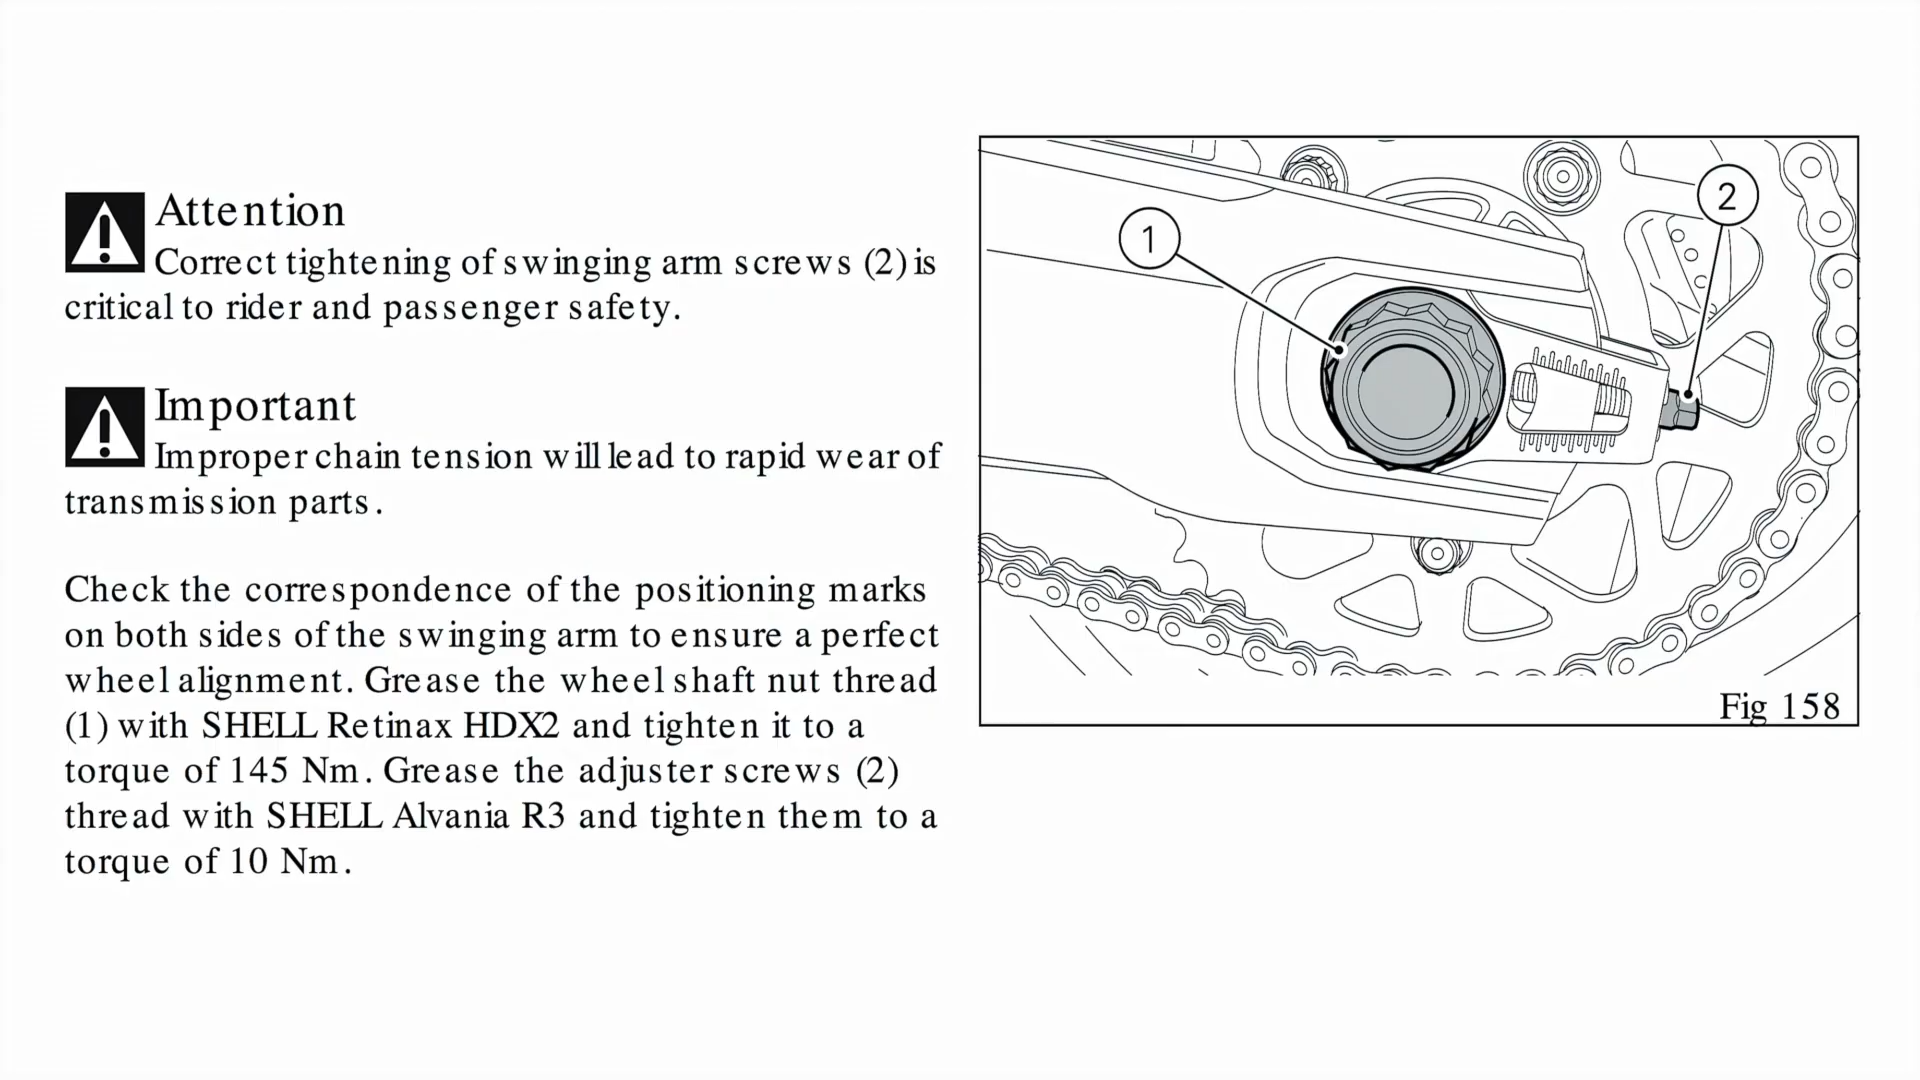 Attention
Correct tightening of swinging arm screws (2) is
critical to rider and passenger safety.
Important
Improper chain tension will lead to rapid wear of
transmission parts.
Check the correspondence of the positioning marks
on both sides of the swinging arm to ensure a perfect
wheel alignment. Grease the wheel shaft nut thread
(1) with SHELL Retinax HDX2 and tighten it to a
torque of 145 Nm. Grease the adjuster screws (2)
thread with SHELL Alvania R3 and tighten them to a
torque of 10 Nm.
1
2
Fig 158